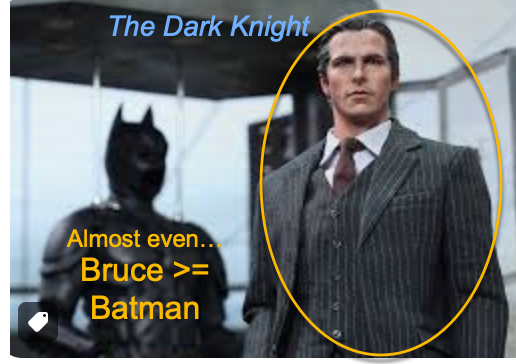 The Dark Knight
Almost even…
Bruce >=
Batman